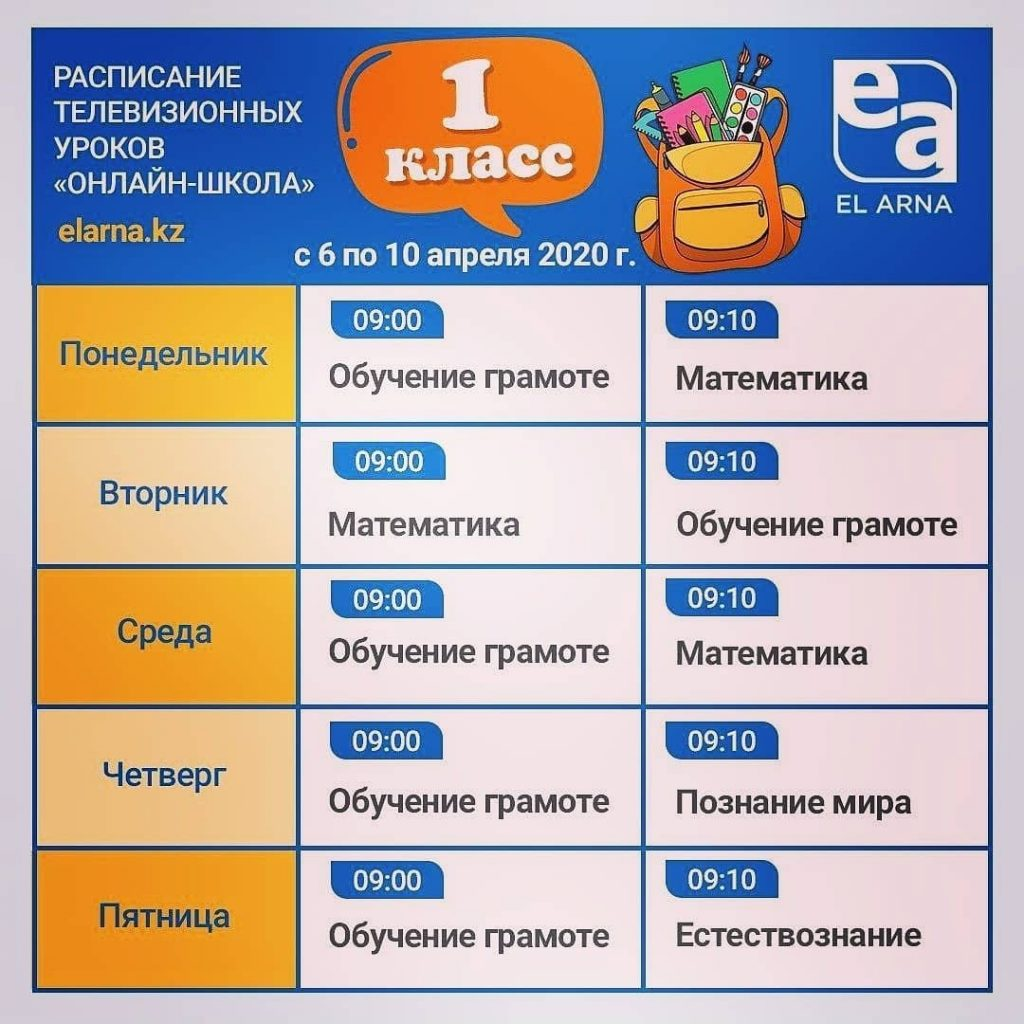 РАСПИСАНИЕ
ТЕЛЕВИЗИОННЫХ
УРОКОВ
«ОНЛАЙН-ШКОЛА»
elarna.kz
1
класс
с 6 по 10 апреля 2020 г.
ea
EL ARNA
Понедельник
09:00
Обучение грамоте
09:10
Математика
Вторник
09:00
Математика
09:10
Обучение грамоте
Среда
09:00
Обучение грамоте
09:10
Математика
Четверг
09:00
Обучение грамоте
09:10
Познание мира
Пятница
09:00
Обучение грамоте
09:10
Естествознание